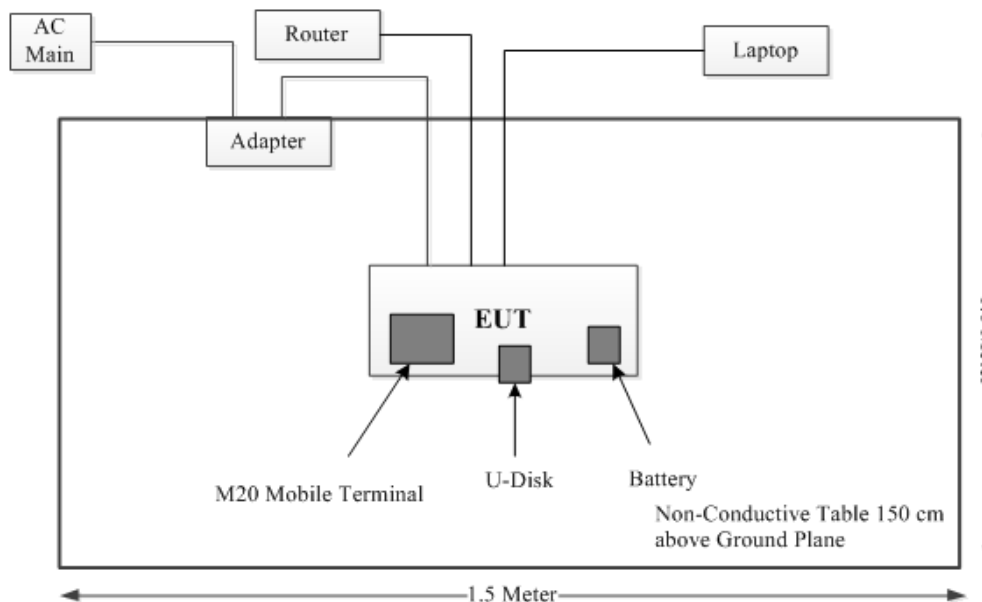 AC
Main
Router
Laptop
Adapter
EUT
M20 Mobile Terminal
U-Disk
Battery
Non-Conductive Table 150 cm
above Ground Plane
1.5 Meter